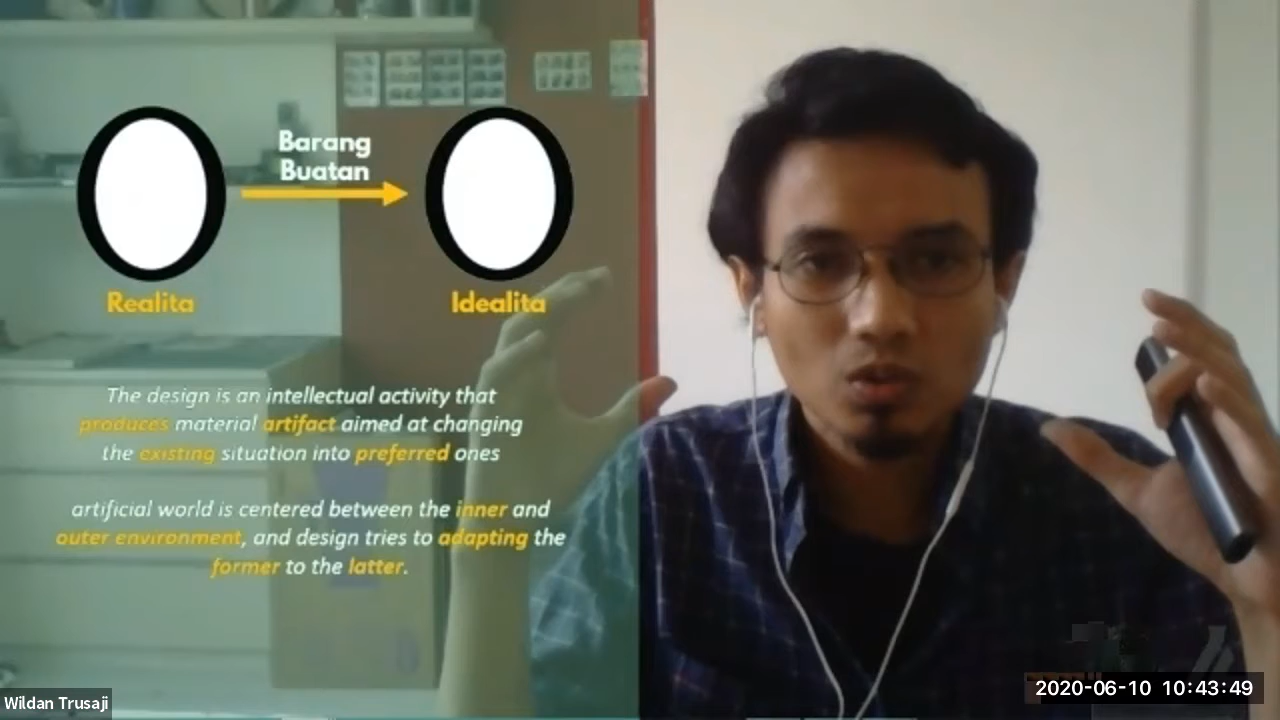 Barang
Buatan
Realita
Idealita
The design is an intellectual activity that
produces material artifact aimed at changing
the existing situation into preferred ones
artificial world is centered between the inner and
outer environment, and design tries to adapting the
former to the latter.
Wildan Trusaji
2020-06-10 10:43:49